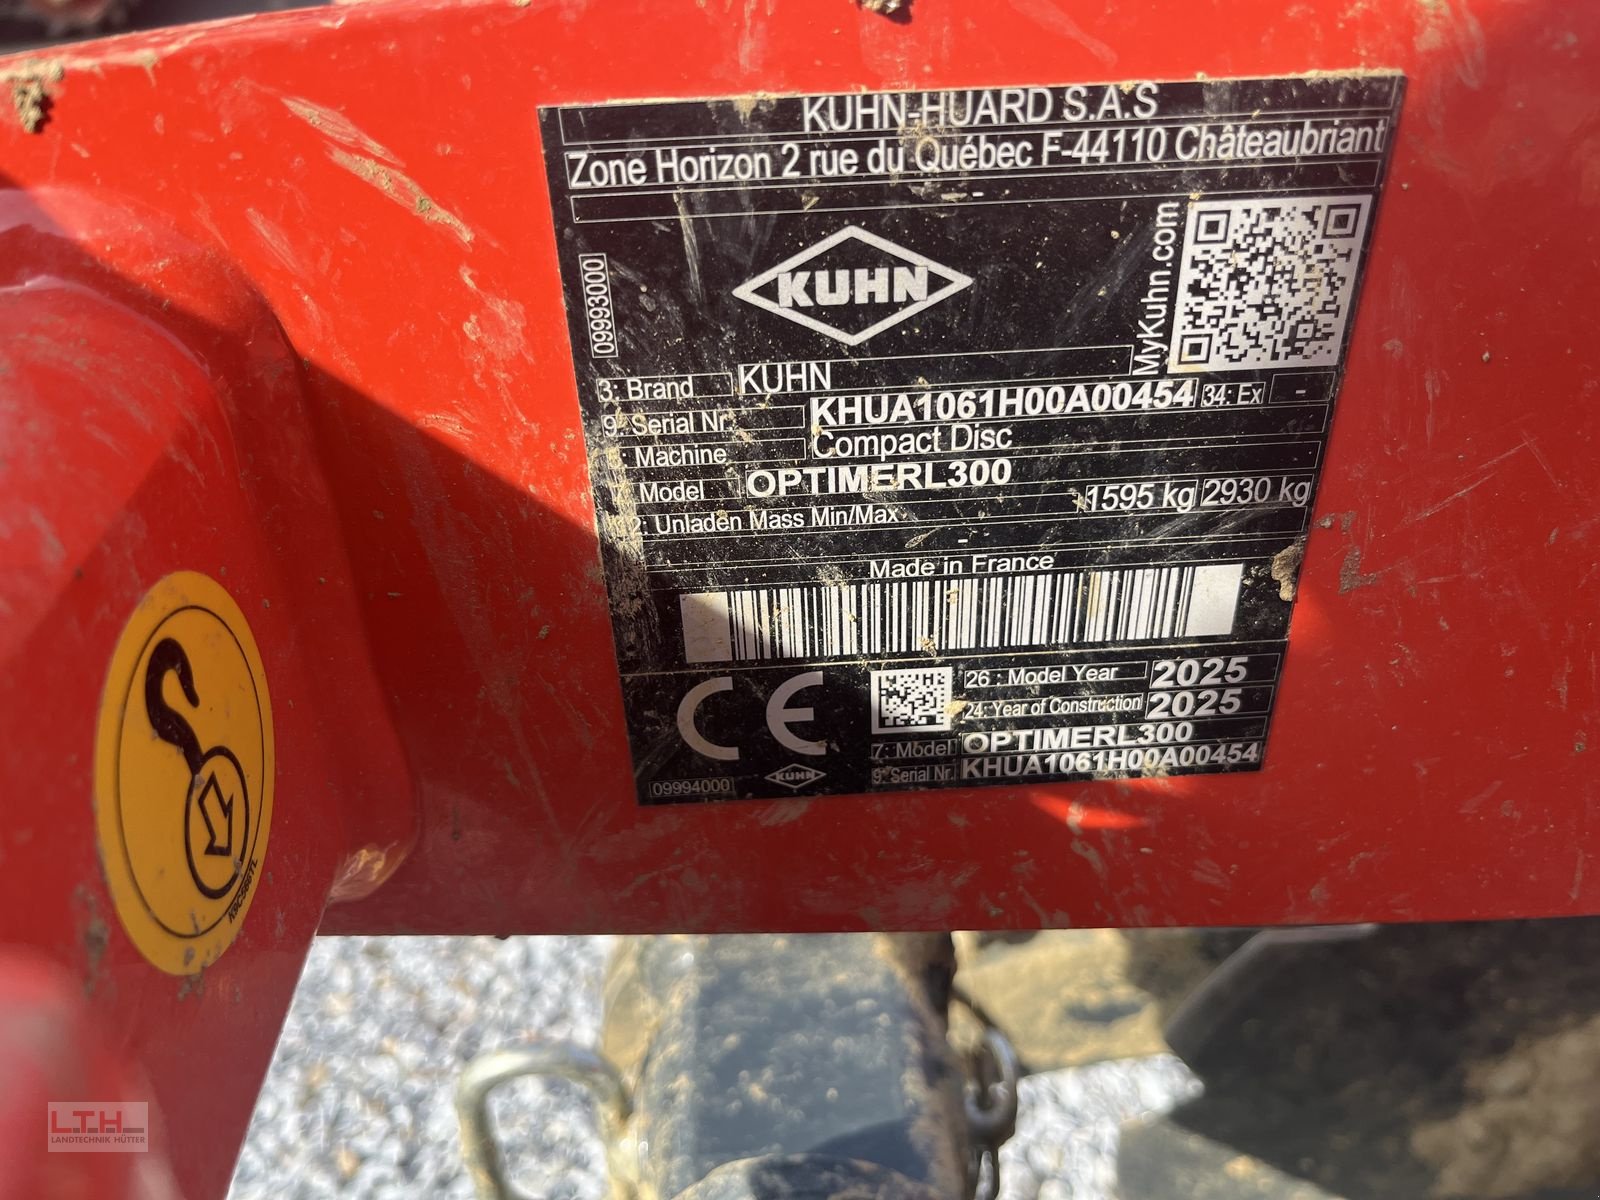 KUHN-HUARD S.A.S
Zone Horizon 2 rue du Québec F-44110 Châteaubriant
-
09993000
KUHN
MyKuhn.com
3: Brand KUHN
9: Serial Nr. KHUA1061H00A00454 34: Ex -
Machine Compact Disc
Model OPTIMERL300
Unladen Mass Min/Max 1595 kg 2930 kg
-
Made in France
CE
26 : Model Year 2025
24: Year of Construction 2025
7: Model OPTIMERL300
9: Serial Nr. KHUA1061H00A00454
09994000
KUHN
K9C5661TL
L.T.H.
LANDTECHNIK HÜTTER